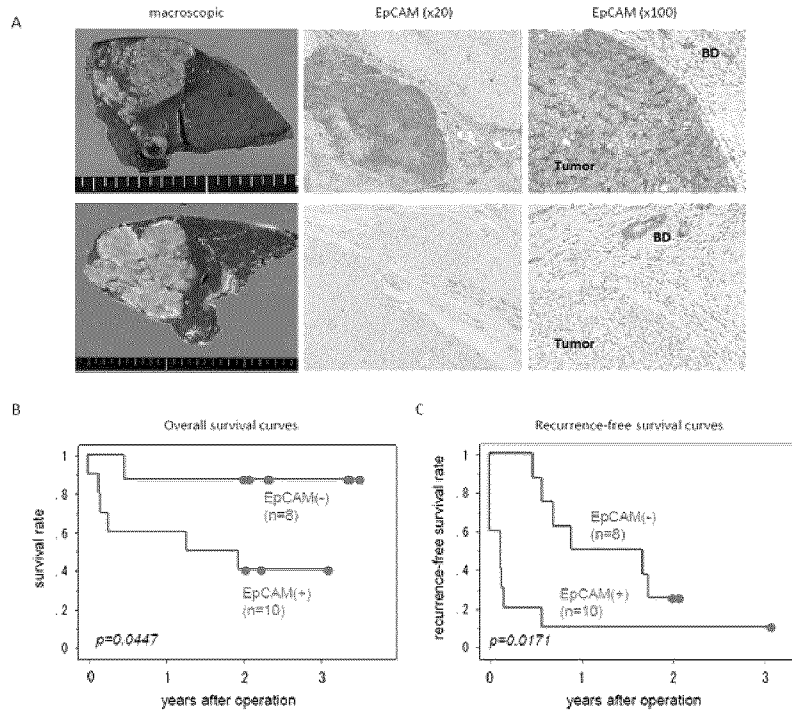 A
macroscopic
EpCAM (x20)
EpCAM (x100)
BD
Tumor
BD
Tumor
B
Overall survival curves
survival rate
1
.8
.6
.4
.2
0
EpCAM(-)
(n=8)
EpCAM(+)
(n=10)
p=0.0447
0 1 2 3
years after operation
C
Recurrence-free survival curves
recurrence-free survival rate
1
.8
.6
.4
.2
0
EpCAM(-)
(n=8)
EpCAM(+)
(n=10)
p=0.0171
0 1 2 3
years after operation